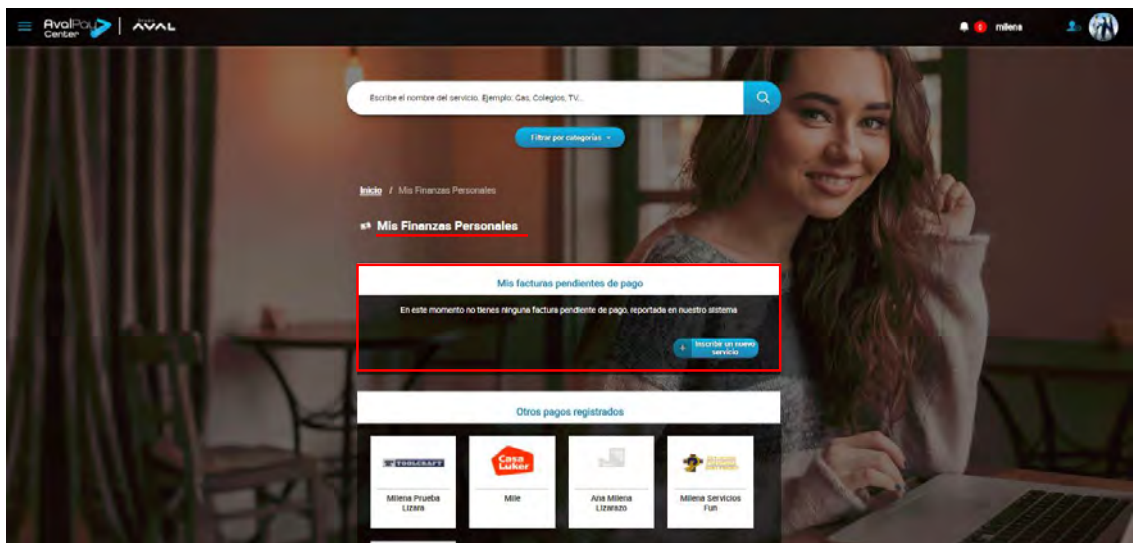 AvalPay Center
GRUPO AVAL
milena
Escribe el nombre del servicio. Ejemplo: Gas, Colegios, TV...
Filtrar por categorías
Inicio / Mis Finanzas Personales
Mis Finanzas Personales
Mis facturas pendientes de pago
En este momento no tienes ninguna factura pendiente de pago, reportada en nuestro sistema
+ Inscribir un nuevo
servicio
Otros pagos registrados
TOOLCRAFT
Casa
Luker
Milena Prueba
Lizara
Mile
Ana Milena
Lizarazo
Milena Servicios
Fun